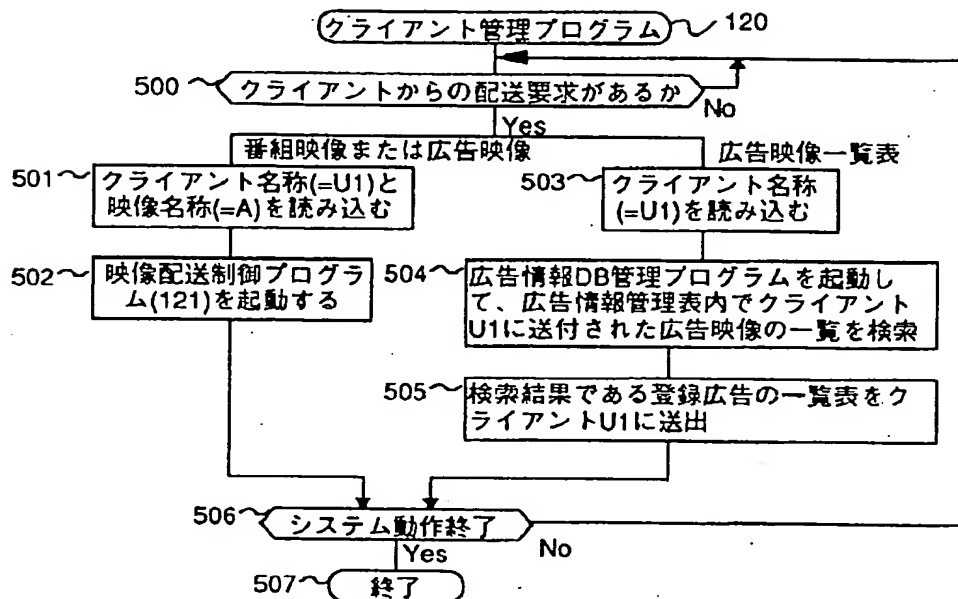 クライアント管理プログラム
120
500
クライアントからの配送要求があるか
No
Yes
番組映像または広告映像
広告映像一覧表
501
クライアント名称(=U1)と
映像名称(=A)を読み込む
503
クライアント名称
(=U1)を読み込む
502
映像配送制御プログラ
ム(121)を起動する
504
広告情報DB管理プログラムを起動し
て、広告情報管理表内でクライアント
U1に送付された広告映像の一覧を検索
505
検索結果である登録広告の一覧表をク
ライアントU1に送出
506
システム動作終了
No
Yes
507
終了